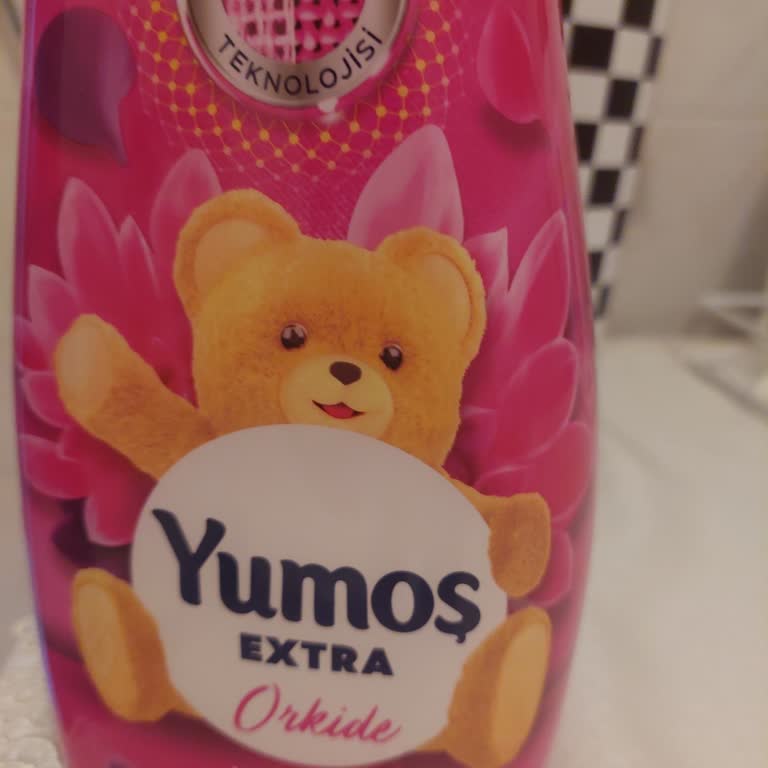 TEKNOLOJİSİ
Yumoş
EXTRA
Orkide